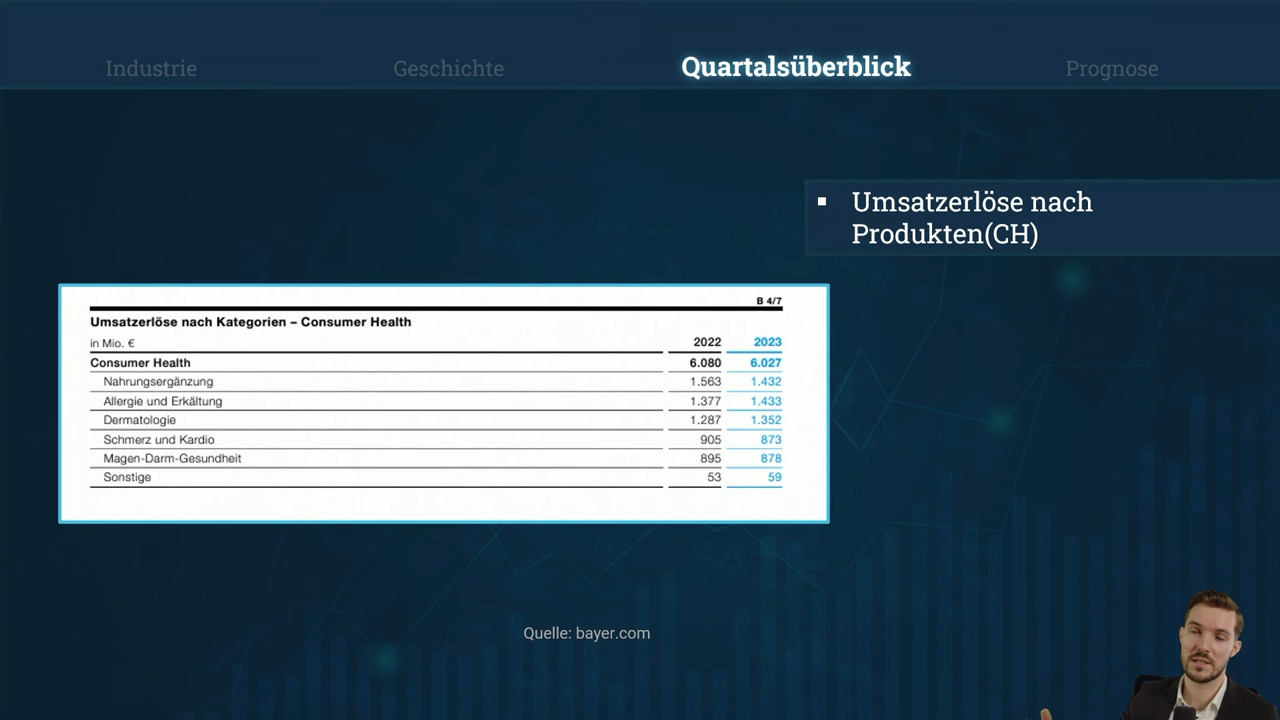 Industrie Geschichte Quartalsüberblick Prognose
▪ Umsatzerlöse nach
Produkten(CH)
B 4/7
Umsatzerlöse nach Kategorien – Consumer Health
in Mio. € 2022 2023
Consumer Health 6.080 6.027
Nahrungsergänzung 1.563 1.432
Allergie und Erkältung 1.377 1.433
Dermatologie 1.287 1.352
Schmerz und Kardio 905 873
Magen-Darm-Gesundheit 895 878
Sonstige 53 59
Quelle: bayer.com